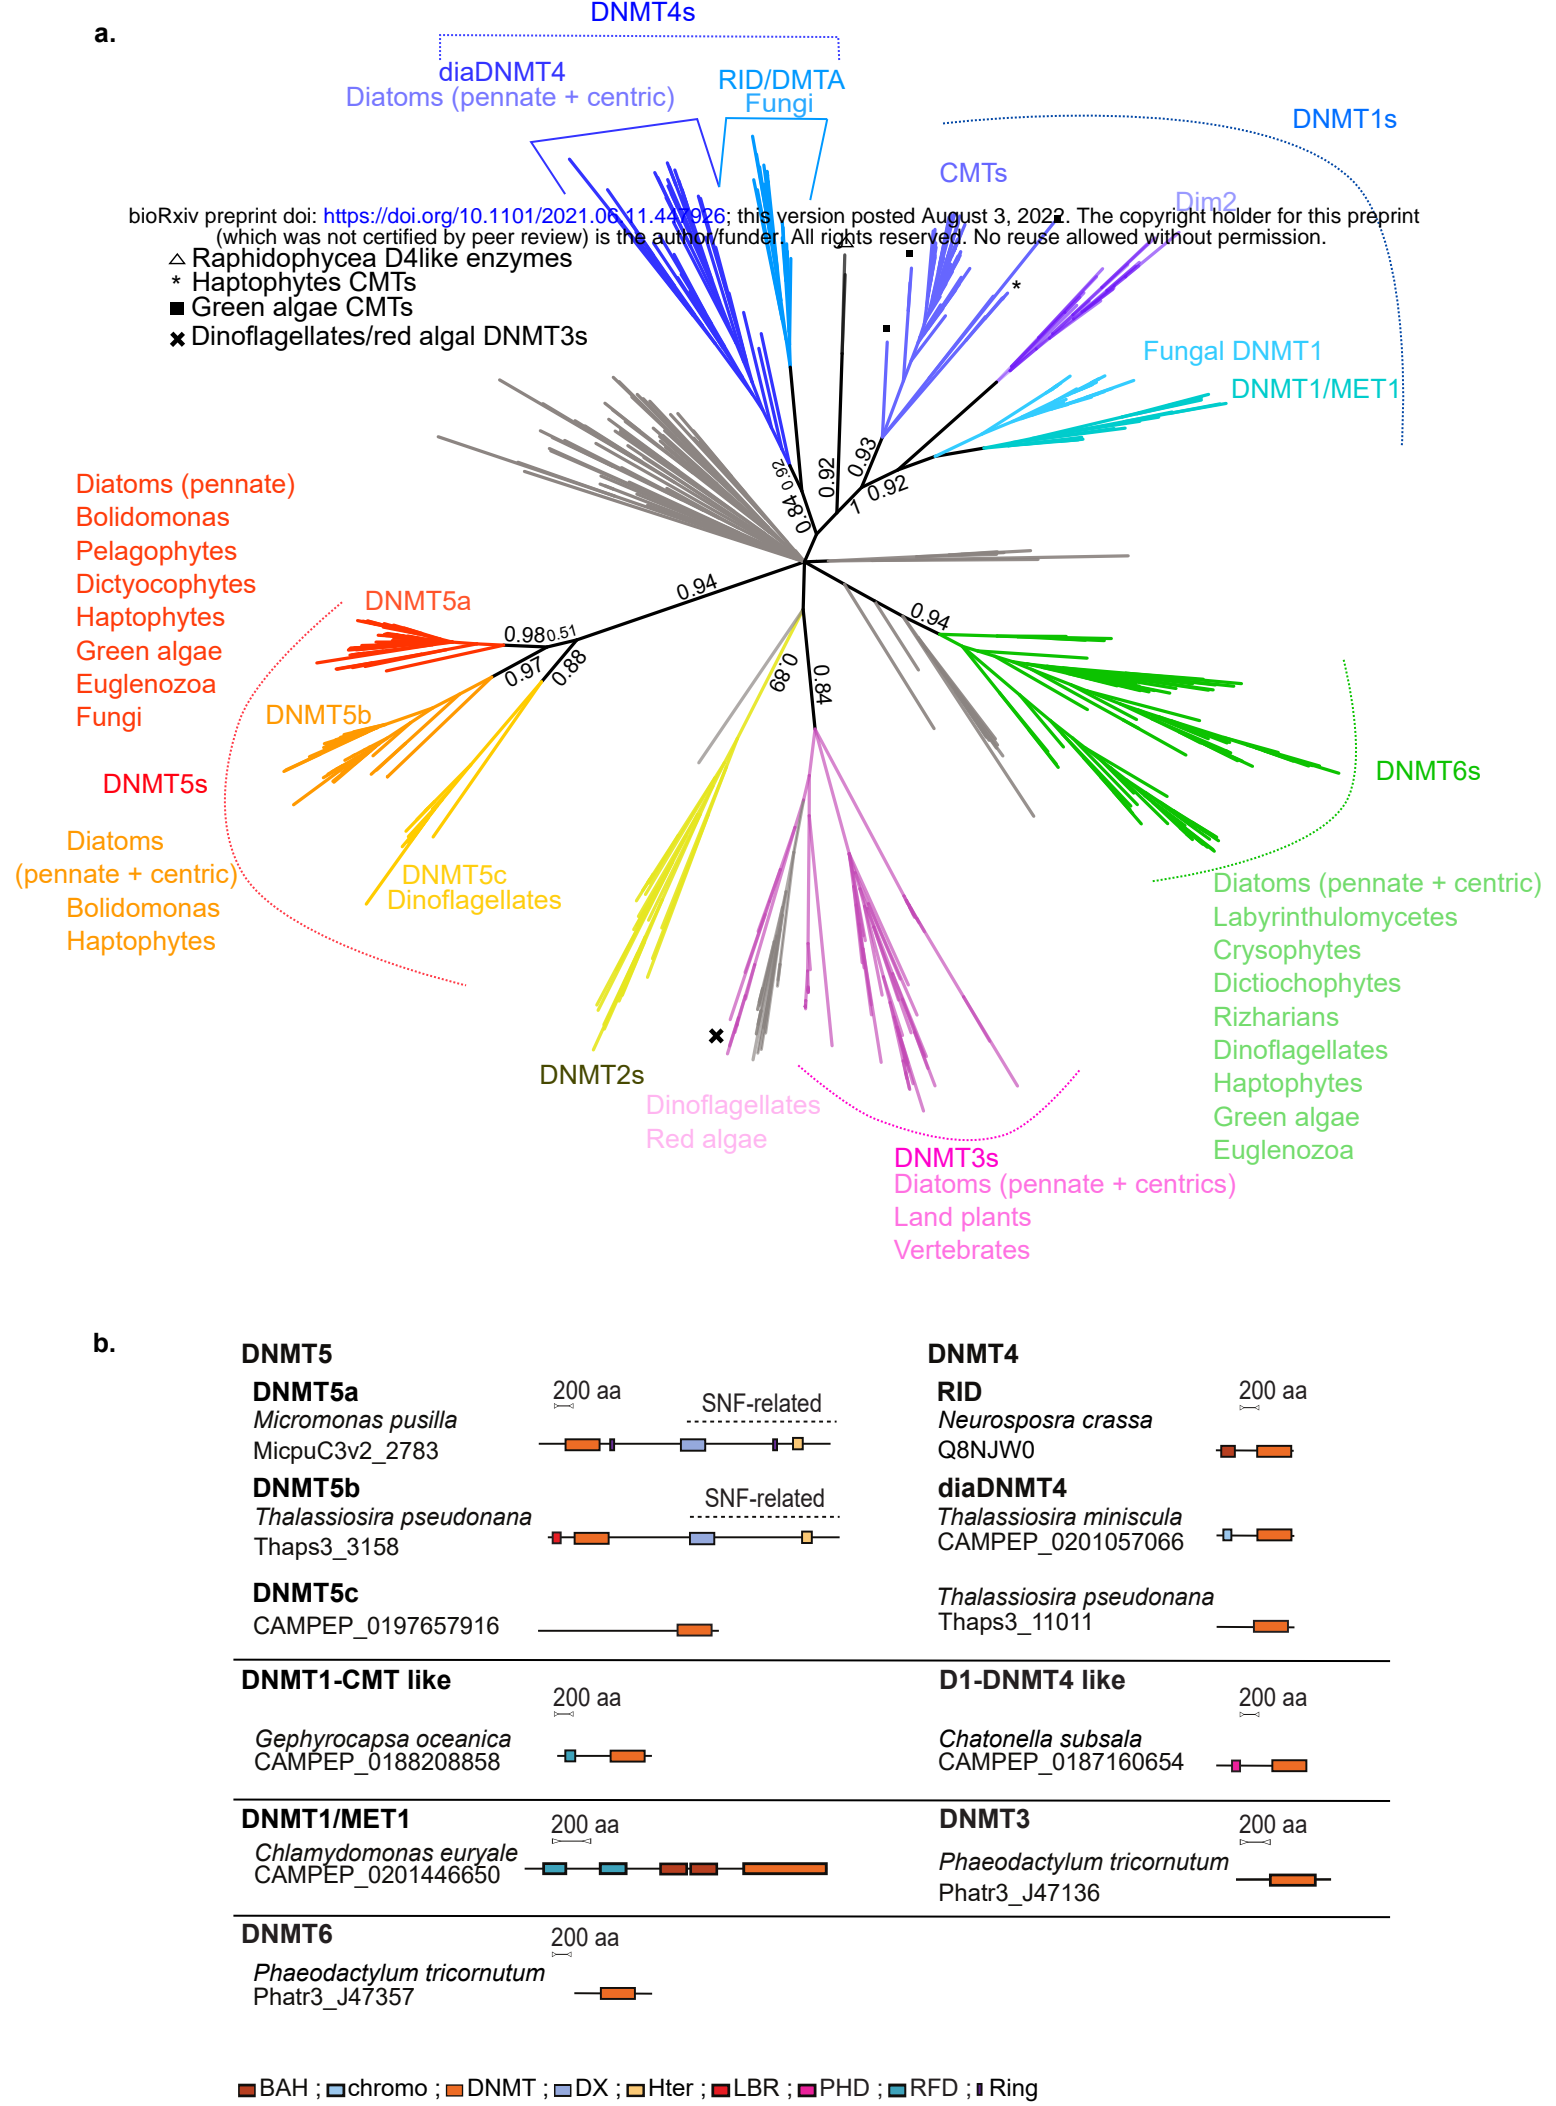 a.
DNMT4s
diaDNMT4
Diatoms (pennate + centric)
RID/DMTA
Fungi
DNMT1s
CMTs
Dim2
bioRxiv preprint doi: https://doi.org/10.1101/2021.06.11.447926; this version posted August 3, 2022. The copyright holder for this preprint
(which was not certified by peer review) is the author/funder. All rights reserved. No reuse allowed without permission.
Raphidophycea D4like enzymes
* Haptophytes CMTs
Green algae CMTs
Dinoflagellates/red algal DNMT3s
*
Fungal DNMT1
DNMT1/MET1
0.92
0.84
0.92
0.93
0.92
1
Diatoms (pennate)
Bolidomonas
Pelagophytes
Dictyocophytes
Haptophytes
Green algae
Euglenozoa
Fungi
DNMT5a
0.94
0.98
0.51
0.97
0.88
0.94
0.89
0.84
DNMT5b
DNMT5s
DNMT6s
Diatoms
(pennate + centric)
Bolidomonas
Haptophytes
DNMT5c
Dinoflagellates
Diatoms (pennate + centric)
Labyrinthulomycetes
Crysophytes
Dictiochophytes
Rizharians
Dinoflagellates
Haptophytes
Green algae
Euglenozoa
DNMT2s
Dinoflagellates
Red algae
DNMT3s
Diatoms (pennate + centrics)
Land plants
Vertebrates
b.
DNMT5
DNMT5a
Micromonas pusilla
MicpuC3v2_2783
200 aa
SNF-related
DNMT5b
Thalassiosira pseudonana
Thaps3_3158
SNF-related
DNMT5c
CAMPEP_0197657916
DNMT4
RID
Neurosposra crassa
Q8NJW0
200 aa
diaDNMT4
Thalassiosira miniscula
CAMPEP_0201057066
Thalassiosira pseudonana
Thaps3_11011
DNMT1-CMT like
200 aa
Gephyrocapsa oceanica
CAMPEP_0188208858
D1-DNMT4 like
200 aa
Chatonella subsala
CAMPEP_0187160654
DNMT1/MET1
200 aa
Chlamydomonas euryale
CAMPEP_0201446650
DNMT3
200 aa
Phaeodactylum tricornutum
Phatr3_J47136
DNMT6
200 aa
Phaeodactylum tricornutum
Phatr3_J47357
BAH ; chromo ; DNMT ; DX ; Hter ; LBR ; PHD ; RFD ; Ring